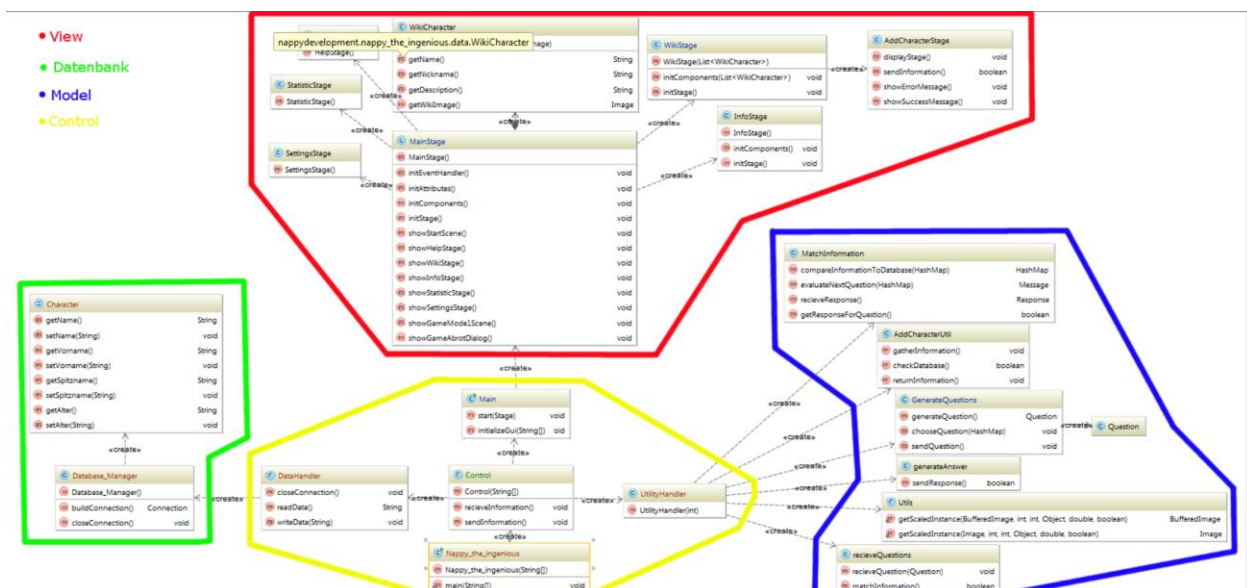 View
Datenbank
Model
Control
WikiCharacter
nappydevelopment.nappy_the_ingenious.data.WikiCharacter
HelpStage()
getName() String
getNickname() String
getDescription() String
getWikiImage() Image
StatisticStage
StatisticStage()
SettingsStage
SettingsStage()
«create»
«create»
«create»
«create»
MainStage
MainStage()
initEventHandler() void
initAttributes() void
initComponents() void
initStage() void
showStartScene() void
showHelpStage() void
showWikiStage() void
showInfoStage() void
showStatisticStage() void
showSettingsStage() void
showGameMode1Scene() void
showGameAbrotDialog() void
«create»
«create»
WikiStage
WikiStage(List<WikiCharacter>)
initComponents(List<WikiCharacter>) void
initStage() void
«create»
AddCharacterStage
displayStage() void
sendInformation() boolean
showErrorMessage() void
showSuccessMessage() void
InfoStage
InfoStage()
initComponents() void
initStage() void
Character
getName() String
setName(String) void
getVorname() String
setVorname(String) void
getSpitzname() String
setSpitzname(String) void
getAlter() String
setAlter(String) void
«create»
Database_Manager
Database_Manager()
buildConnection() Connection
closeConnection() void
«create»
«create»
Main
start(Stage) void
initializeGui(String[]) oid
«create»
DataHandler
closeConnection() void
readData() String
writeData(String) void
«create»
Control
Control(String[])
recieveInformation() void
sendInformation() void
«create»
UtilityHandler
UtilityHandler(int)
«create»
Nappy_the_ingenious
Nappy_the_ingenious(String[])
main(String[]) void
MatchInformation
compareInformationToDatabase(HashMap) HashMap
evaluateNextQuestion(HashMap) Message
recieveResponse() Response
getResponseForQuestion() boolean
«create»
AddCharacterUtil
gatherInformation() void
checkDatabase() boolean
returnInformation() void
«create»
GenerateQuestions
generateQuestion() Question
chooseQuestion(HashMap) void
sendQuestion() void
«create»
Question
«create»
generateAnswer
sendResponse() boolean
«create»
Utils
getScaledInstance(BufferedImage, int, int, Object, double, boolean) BufferedImage
getScaledInstance(Image, int, int, Object, double, boolean) Image
«create»
«create»
recieveQuestions
recieveQuestion(Question) void
matchInformation() boolean